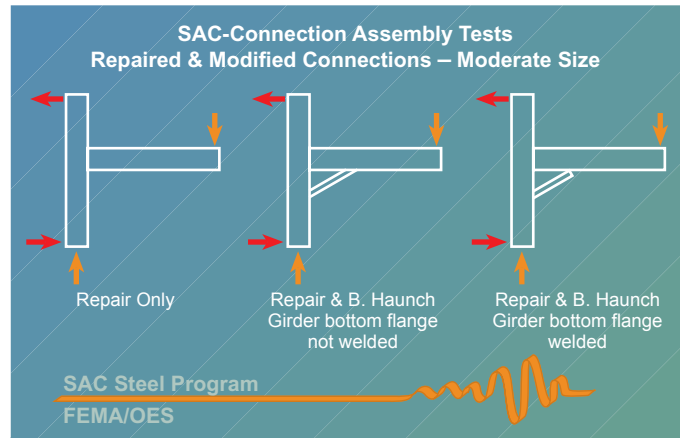 SAC-Connection Assembly Tests
Repaired & Modified Connections – Moderate Size
Repair Only
Repair & B. Haunch
Girder bottom flange
not welded
Repair & B. Haunch
Girder bottom flange
welded
SAC Steel Program
FEMA/OES